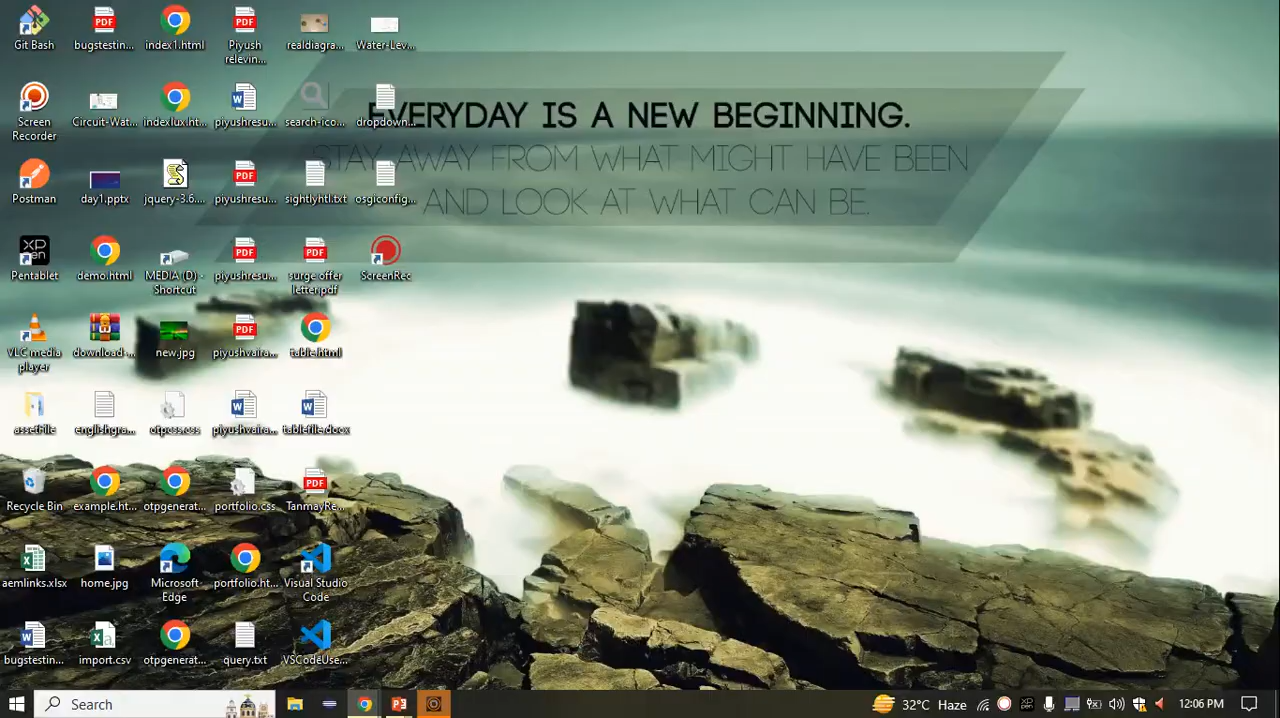 EVERYDAY IS A NEW BEGINNING.
STAY AWAY FROM WHAT MIGHT HAVE BEEN
AND LOOK AT WHAT CAN BE.
Git Bash
bugstestin...
index1.html
Piyush
relevin...
realdiagra...
Water-Lev...
Screen
Recorder
Circuit-Wat...
indexlux.ht...
piyushresu...
search-ico...
dropdown...
Postman
day1.pptx
jquery-3.6....
piyushresu...
sightlyhtl.txt
osgiconfig...
XP
Pen
Pentablet
demo.html
MEDIA (D) -
Shortcut
piyushresu...
surge offer
letter.pdf
ScreenRec
VLC media
player
download-...
new.jpg
piyushvaira...
table.html
assetfile
englishgra...
otpcss.css
piyushvaira...
tablefile.docx
Recycle Bin
example.ht...
otpgenerat...
portfolio.css
TanmayRe...
aemlinks.xlsx
home.jpg
Microsoft
Edge
portfolio.ht...
Visual Studio
Code
bugstestin...
import.csv
otpgenerat...
query.txt
VSCodeUse...
Search
32°C Haze
12:06 PM